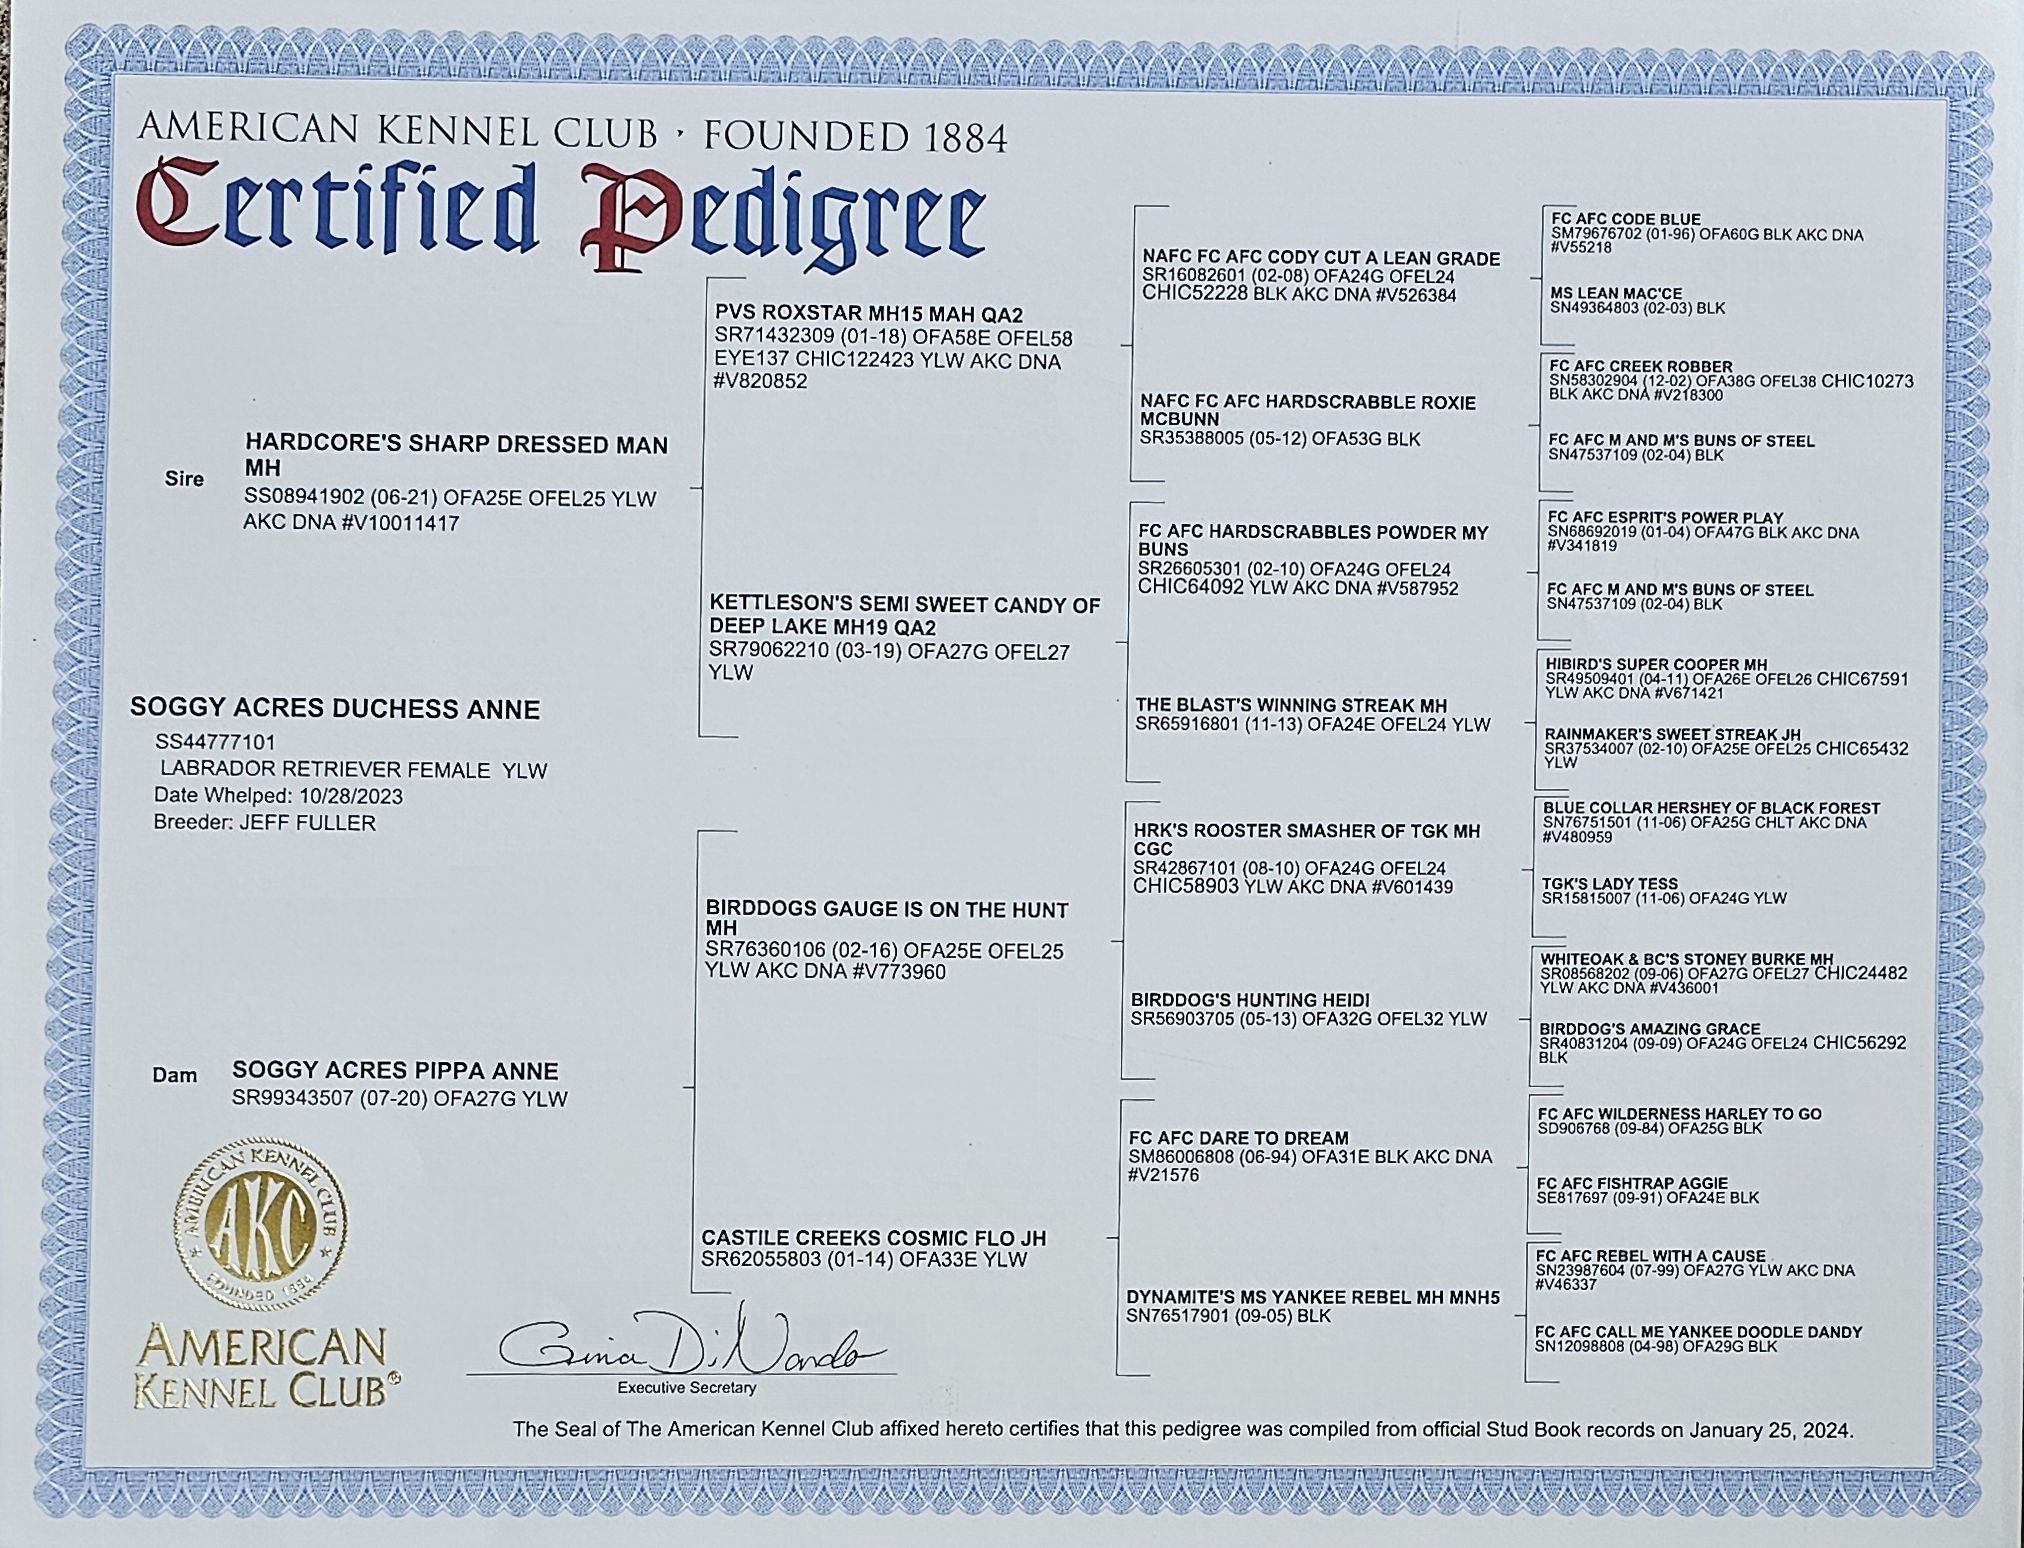 AMERICAN KENNEL CLUB · FOUNDED 1884
Certified Pedigree
Sire
HARDCORE'S SHARP DRESSED MAN
MH
SS08941902 (06-21) OFA25E OFEL25 YLW
AKC DNA #V10011417
SOGGY ACRES DUCHESS ANNE
SS44777101
LABRADOR RETRIEVER FEMALE YLW
Date Whelped: 10/28/2023
Breeder: JEFF FULLER
Dam
SOGGY ACRES PIPPA ANNE
SR99343507 (07-20) OFA27G YLW
PVS ROXSTAR MH15 MAH QA2
SR71432309 (01-18) OFA58E OFEL58
EYE137 CHIC122423 YLW AKC DNA
#V820852
KETTLESON'S SEMI SWEET CANDY OF
DEEP LAKE MH19 QA2
SR79062210 (03-19) OFA27G OFEL27
YLW
BIRDDOGS GAUGE IS ON THE HUNT
MH
SR76360106 (02-16) OFA25E OFEL25
YLW AKC DNA #V773960
CASTILE CREEKS COSMIC FLO JH
SR62055803 (01-14) OFA33E YLW
NAFC FC AFC CODY CUT A LEAN GRADE
SR16082601 (02-08) OFA24G OFEL24
CHIC52228 BLK AKC DNA #V526384
NAFC FC AFC HARDSCRABBLE ROXIE
MCBUNN
SR35388005 (05-12) OFA53G BLK
FC AFC HARDSCRABBLES POWDER MY
BUNS
SR26605301 (02-10) OFA24G OFEL24
CHIC64092 YLW AKC DNA #V587952
THE BLAST'S WINNING STREAK MH
SR65916801 (11-13) OFA24E OFEL24 YLW
HRK'S ROOSTER SMASHER OF TGK MH
CGC
SR42867101 (08-10) OFA24G OFEL24
CHIC58903 YLW AKC DNA #V601439
BIRDDOG'S HUNTING HEIDI
SR56903705 (05-13) OFA32G OFEL32 YLW
FC AFC DARE TO DREAM
SM86006808 (06-94) OFA31E BLK AKC DNA
#V21576
DYNAMITE'S MS YANKEE REBEL MH MNH5
SN76517901 (09-05) BLK
FC AFC CODE BLUE
SM79676702 (01-96) OFA60G BLK AKC DNA
#V55218
MS LEAN MAC'CE
SN49364803 (02-03) BLK
FC AFC CREEK ROBBER
SN58302904 (12-02) OFA38G OFEL38 CHIC10273
BLK AKC DNA #V218300
FC AFC M AND M'S BUNS OF STEEL
SN47537109 (02-04) BLK
FC AFC ESPRIT'S POWER PLAY
SN68692019 (01-04) OFA47G BLK AKC DNA
#V341819
FC AFC M AND M'S BUNS OF STEEL
SN47537109 (02-04) BLK
HIBIRD'S SUPER COOPER MH
SR49509401 (04-11) OFA26E OFEL26 CHIC67591
YLW AKC DNA #V671421
RAINMAKER'S SWEET STREAK JH
SR37534007 (02-10) OFA25E OFEL25 CHIC65432
YLW
BLUE COLLAR HERSHEY OF BLACK FOREST
SN76751501 (11-06) OFA25G CHLT AKC DNA
#V480959
TGK'S LADY TESS
SR15815007 (11-06) OFA24G YLW
WHITEOAK & BC'S STONEY BURKE MH
SR08568202 (09-06) OFA27G OFEL27 CHIC24482
YLW AKC DNA #V436001
BIRDDOG'S AMAZING GRACE
SR40831204 (09-09) OFA24G OFEL24 CHIC56292
BLK
FC AFC WILDERNESS HARLEY TO GO
SD906768 (09-84) OFA25G BLK
FC AFC FISHTRAP AGGIE
SE817697 (09-91) OFA24E BLK
FC AFC REBEL WITH A CAUSE
SN23987604 (07-99) OFA27G YLW AKC DNA
#V46337
FC AFC CALL ME YANKEE DOODLE DANDY
SN12098808 (04-98) OFA29G BLK
AMERICAN KENNEL CLUB
AKC
FOUNDED 1884
AMERICAN
KENNEL CLUB®
Gina DiNardo
Executive Secretary
The Seal of The American Kennel Club affixed hereto certifies that this pedigree was compiled from official Stud Book records on January 25, 2024.